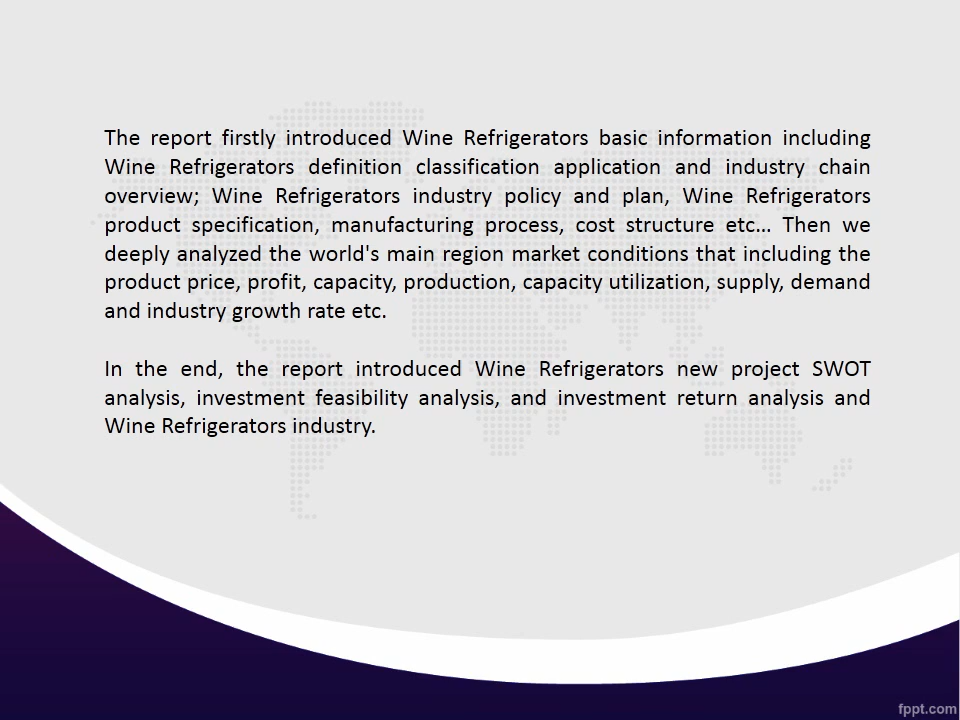 The report firstly introduced Wine Refrigerators basic information including
Wine Refrigerators definition classification application and industry chain
overview; Wine Refrigerators industry policy and plan, Wine Refrigerators
product specification, manufacturing process, cost structure etc… Then we
deeply analyzed the world's main region market conditions that including the
product price, profit, capacity, production, capacity utilization, supply, demand
and industry growth rate etc.
In the end, the report introduced Wine Refrigerators new project SWOT
analysis, investment feasibility analysis, and investment return analysis and
Wine Refrigerators industry.
fppt.com